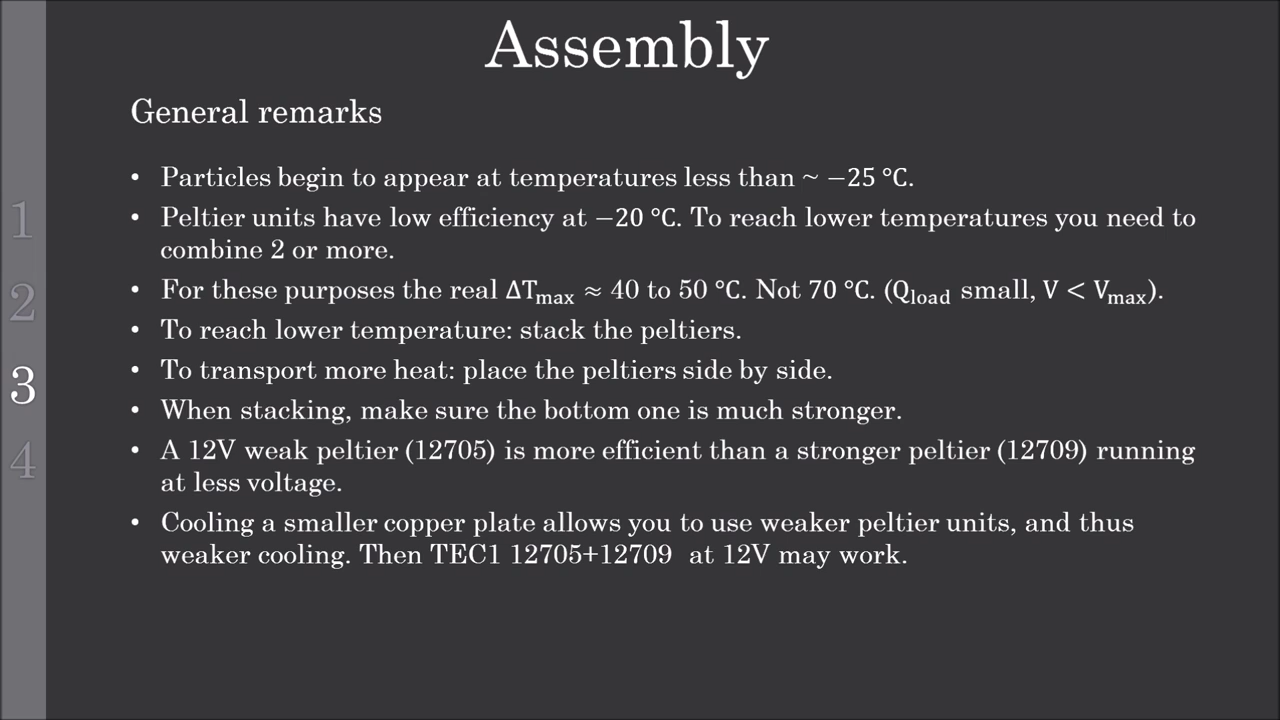 Assembly
General remarks
• Particles begin to appear at temperatures less than ~ −25 °C.
• Peltier units have low efficiency at −20 °C. To reach lower temperatures you need to
combine 2 or more.
• For these purposes the real ΔTmax ≈ 40 to 50 °C. Not 70 °C. (Qload small, V < Vmax).
• To reach lower temperature: stack the peltiers.
• To transport more heat: place the peltiers side by side.
• When stacking, make sure the bottom one is much stronger.
• A 12V weak peltier (12705) is more efficient than a stronger peltier (12709) running
at less voltage.
• Cooling a smaller copper plate allows you to use weaker peltier units, and thus
weaker cooling. Then TEC1 12705+12709 at 12V may work.
1
2
3
4